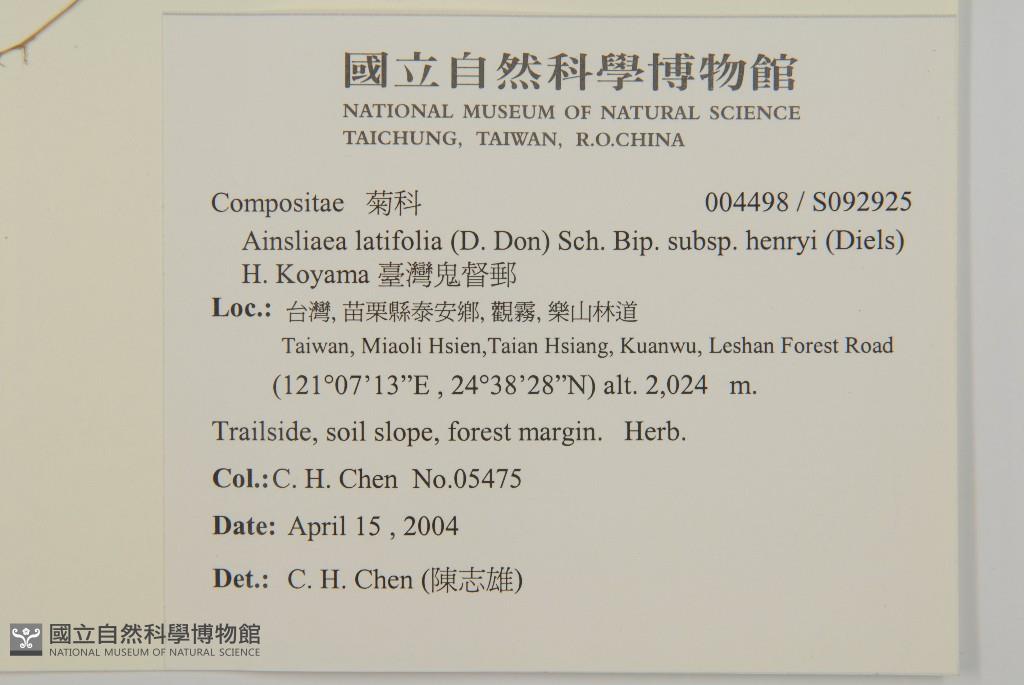 國立自然科學博物館
NATIONAL MUSEUM OF NATURAL SCIENCE
TAICHUNG, TAIWAN, R.O.CHINA
Compositae 菊科 004498 / S092925
Ainsliaea latifolia (D. Don) Sch. Bip. subsp. henryi (Diels)
H. Koyama 臺灣鬼督郵
Loc.: 台灣, 苗栗縣泰安鄉, 觀霧, 樂山林道
Taiwan, Miaoli Hsien,Taian Hsiang, Kuanwu, Leshan Forest Road
(121°07’13”E , 24°38’28”N) alt. 2,024 m.
Trailside, soil slope, forest margin. Herb.
Col.:C. H. Chen No.05475
Date: April 15 , 2004
Det.: C. H. Chen (陳志雄)
國立自然科學博物館
NATIONAL MUSEUM OF NATURAL SCIENCE